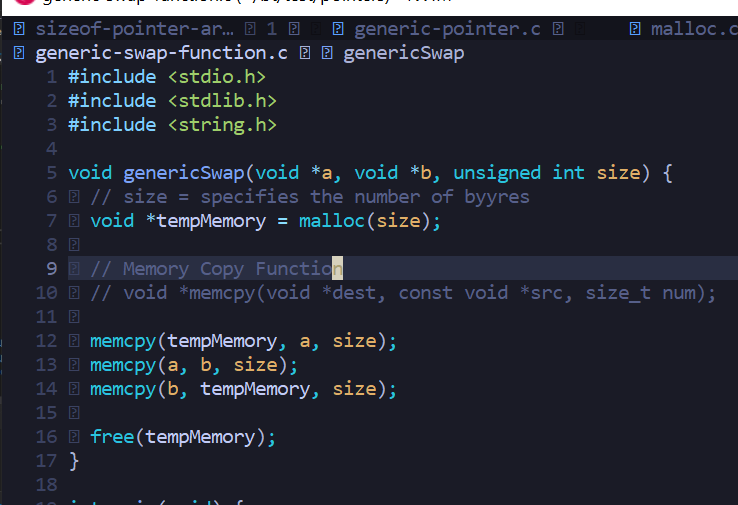 sizeof-pointer-ar… 1 generic-pointer.c malloc.c
generic-swap-function.c genericSwap
1 #include <stdio.h>
2 #include <stdlib.h>
3 #include <string.h>
4
5 void genericSwap(void *a, void *b, unsigned int size) {
6 // size = specifies the number of byyres
7 void *tempMemory = malloc(size);
8
9 // Memory Copy Function
10 // void *memcpy(void *dest, const void *src, size_t num);
11
12 memcpy(tempMemory, a, size);
13 memcpy(a, b, size);
14 memcpy(b, tempMemory, size);
15
16 free(tempMemory);
17 }
18